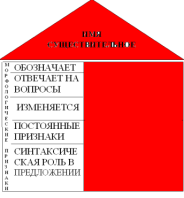 ИМЯ
СУЩЕСТВИТЕЛЬНОЕ
МОРФОЛОГИЧЕСКИЕ ПРИЗНАКИ
ОБОЗНАЧАЕТ
ОТВЕЧАЕТ НА
ВОПРОСЫ
ИЗМЕНЯЕТСЯ
ПОСТОЯННЫЕ
ПРИЗНАКИ
СИНТАКСИЧЕ
СКАЯ РОЛЬ В
ПРЕДЛОЖЕНИИ